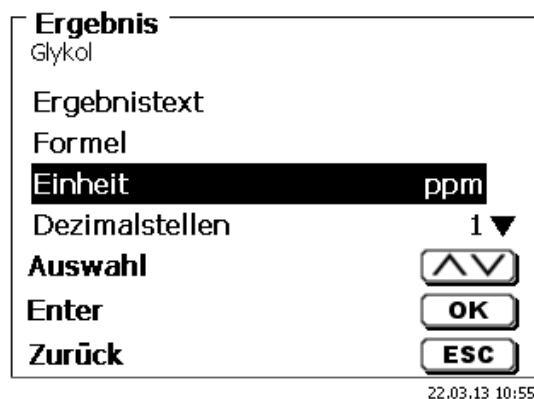 Ergebnis
Glykol
Ergebnistext
Formel
Einheit ppm
Dezimalstellen 1
Auswahl
Enter OK
Zurück ESC
22.03.13 10:55